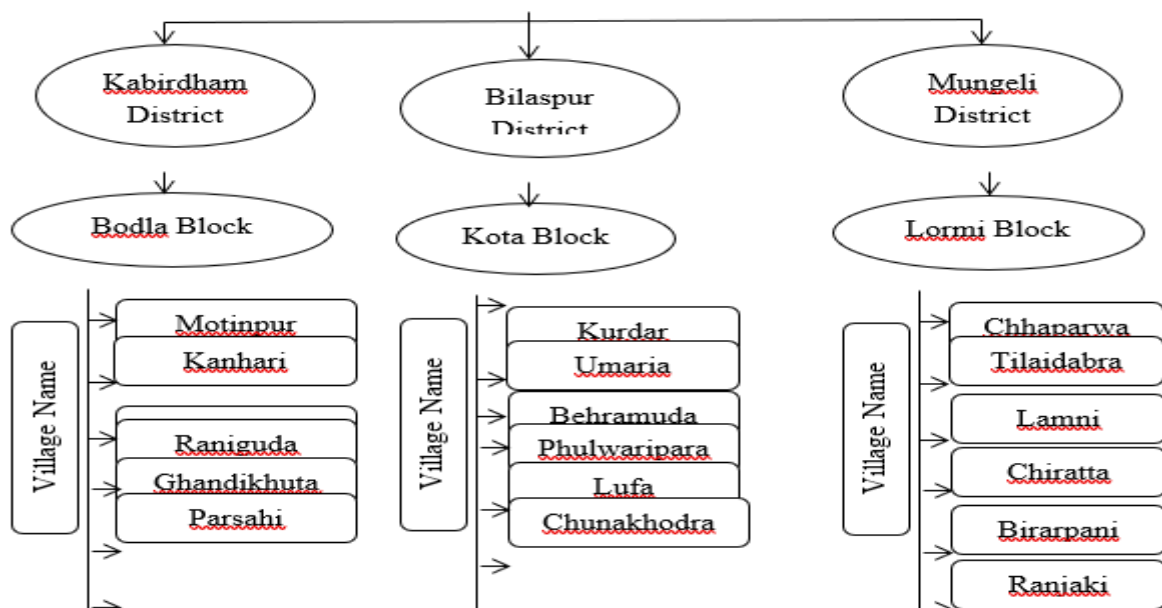 Kabirdham
District
Bilaspur
District
Mungeli
District
Bodla Block
Kota Block
Lormi Block
Village Name
Motinpur
Kanhari
Raniguda
Ghandikhuta
Parsahi
Village Name
Kurdar
Umaria
Behramuda
Phulwaripara
Lufa
Chunakhodra
Village Name
Chhaparwa
Tilaidabra
Lamni
Chiratta
Birarpani
Ranjaki